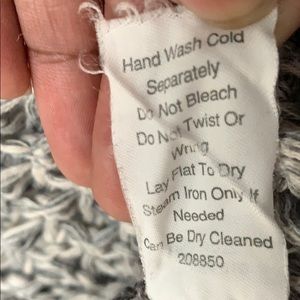 Hand Wash Cold
Separately
Do Not Bleach
Do Not Twist Or
Wring
Lay Flat To Dry
Steam Iron Only If
Needed
Can Be Dry Cleaned
208850